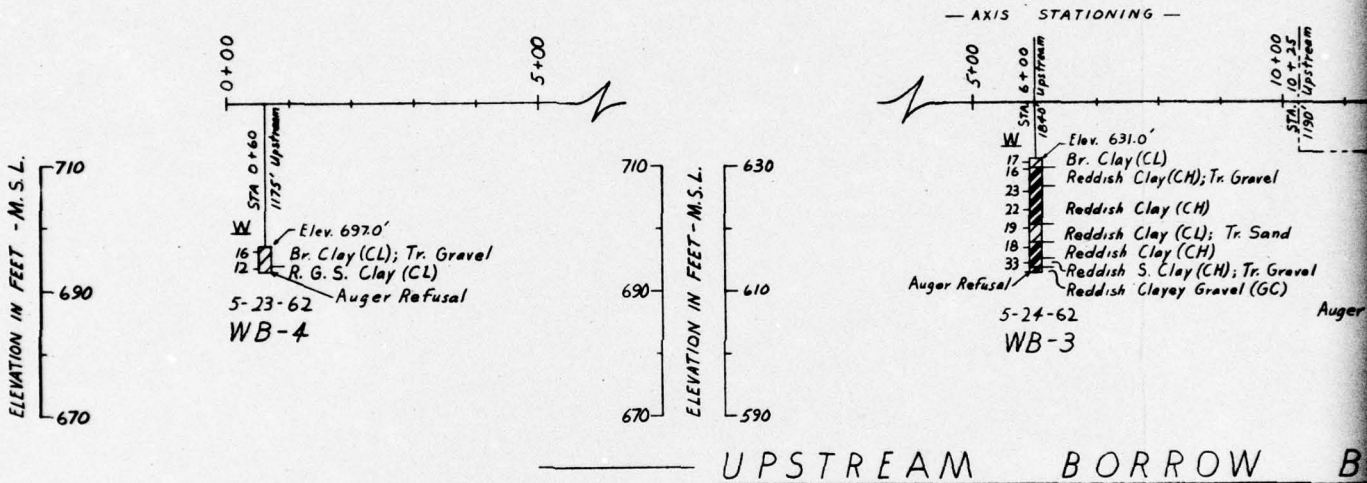 — AXIS STATIONING —
0+00
5+00
5+00
10+00
STA 0+60
1175' Upstream
STA 6+00
1840' Upstream
STA. 10+25
1190' Upstream
ELEVATION IN FEET - M.S.L.
710
690
670
W
Elev. 697.0'
16 Br. Clay (CL); Tr. Gravel
12 R. G. S. Clay (CL)
Auger Refusal
5-23-62
WB-4
710
690
670
ELEVATION IN FEET - M.S.L.
630
610
590
W
Elev. 631.0'
17 Br. Clay (CL)
16 Reddish Clay (CH); Tr. Gravel
23
22 Reddish Clay (CH)
19 Reddish Clay (CL); Tr. Sand
18 Reddish Clay (CH)
33 Reddish S. Clay (CH); Tr. Gravel
Auger Refusal Reddish Clayey Gravel (GC)
5-24-62
WB-3
Auger
UPSTREAM BORROW B